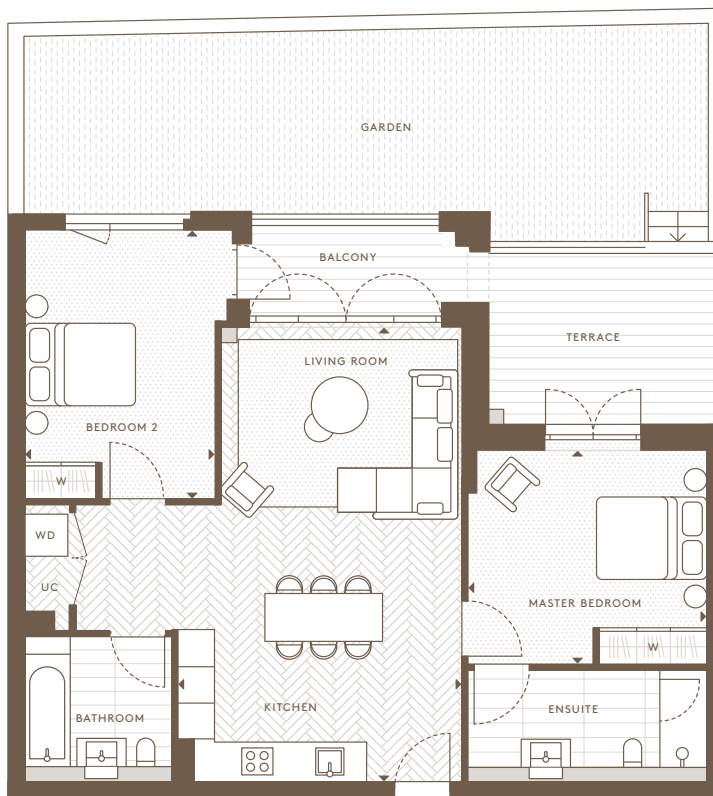 GARDEN
BALCONY
TERRACE
LIVING ROOM
BEDROOM 2
W
WD
UC
MASTER BEDROOM
W
KITCHEN
ENSUITE
BATHROOM